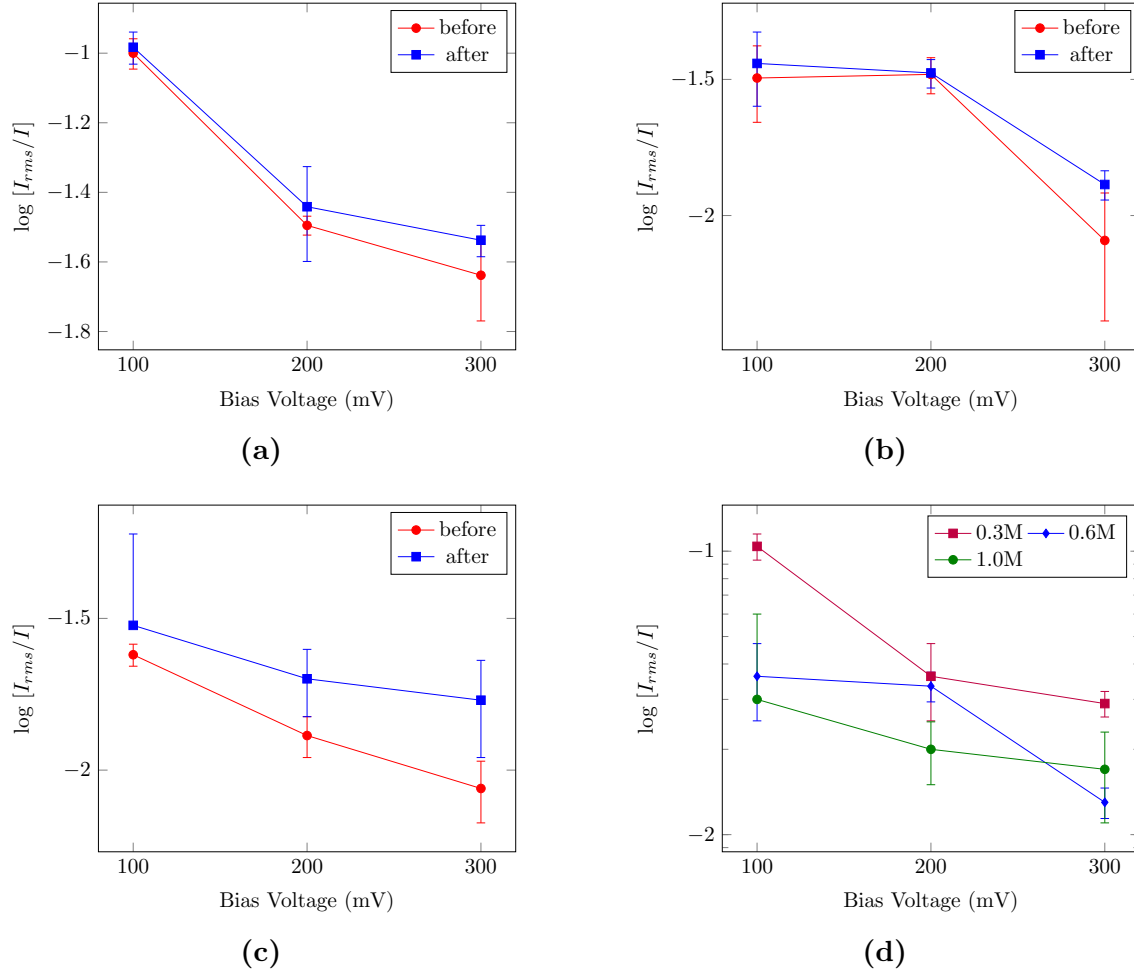 before
after
−1
−1.2
−1.4
−1.6
−1.8
log [I_rms/I]
100
200
300
Bias Voltage (mV)
(a)
before
after
−1.5
−2
log [I_rms/I]
100
200
300
Bias Voltage (mV)
(b)
before
after
−1.5
−2
log [I_rms/I]
100
200
300
Bias Voltage (mV)
(c)
0.3M 0.6M
1.0M
−1
−2
log [I_rms/I]
100
200
300
Bias Voltage (mV)
(d)